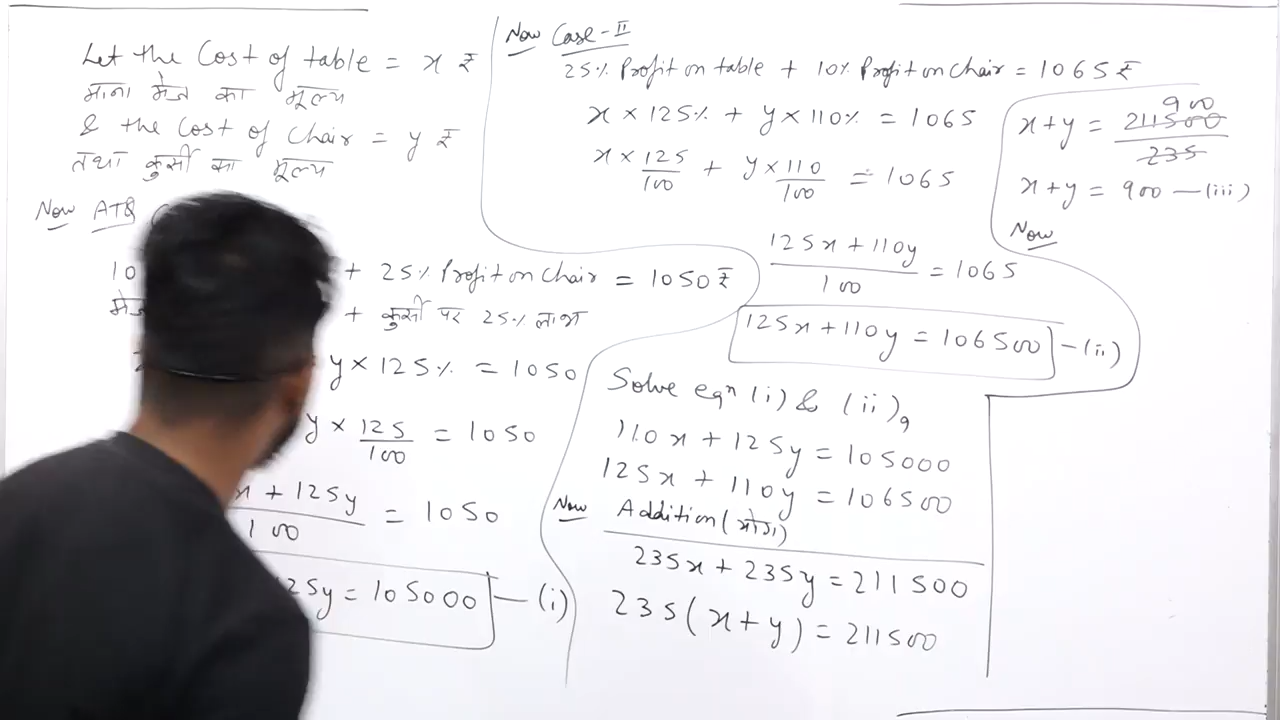 Let the Cost of table = x ₹
माना मेज का मूल्य
& the Cost of Chair = y ₹
तथा कुर्सी का मूल्य
Now ATQ
10 + 25% Profit on Chair = 1050 ₹
मेज + कुर्सी पर 25% लाभ
y × 125% = 1050
y × 125/100 = 1050
x + 125y / 100 = 1050
25y = 105000 — (i)
Now Case - II
25% Profit on table + 10% Profit on Chair = 1065 ₹
x × 125% + y × 110% = 1065
x × 125/100 + y × 110/100 = 1065
125x + 110y / 100 = 1065
125x + 110y = 106500 — (ii)
Solve eqn (i) & (ii),
110x + 125y = 105000
125x + 110y = 106500
Now Addition (योग)
235x + 235y = 211500
235(x + y) = 211500
900
x + y = 211500/235
x + y = 900 — (iii)
Now